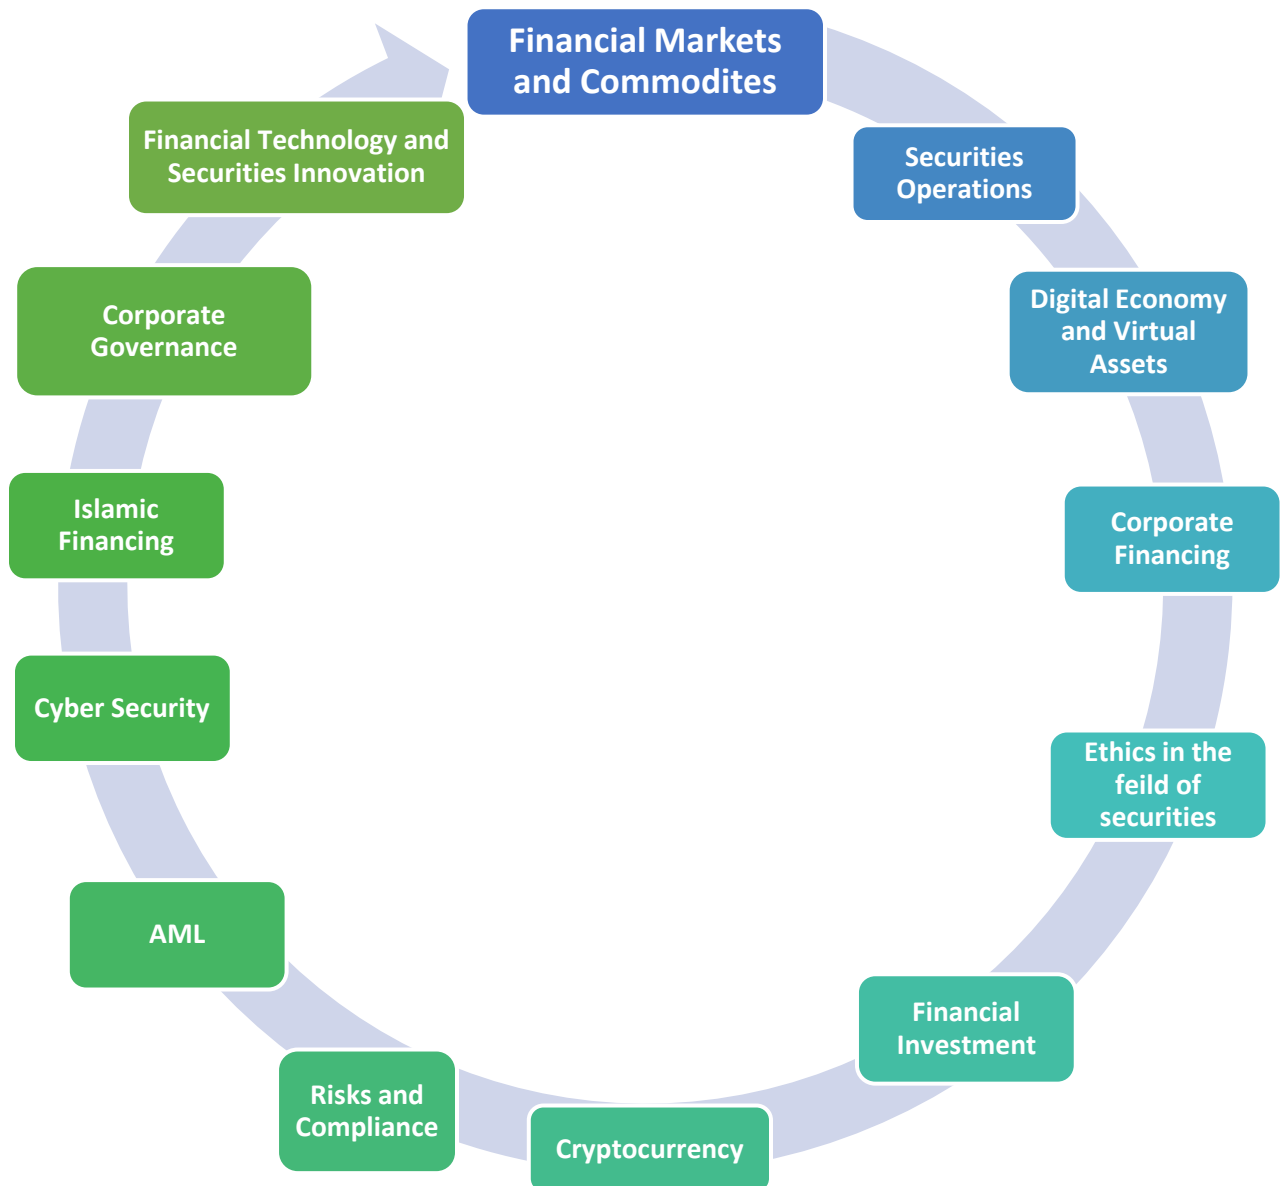 Financial Markets
and Commodites
Securities
Operations
Digital Economy
and Virtual
Assets
Corporate
Financing
Ethics in the
feild of
securities
Financial
Investment
Cryptocurrency
Risks and
Compliance
AML
Cyber Security
Islamic
Financing
Corporate
Governance
Financial Technology and
Securities Innovation